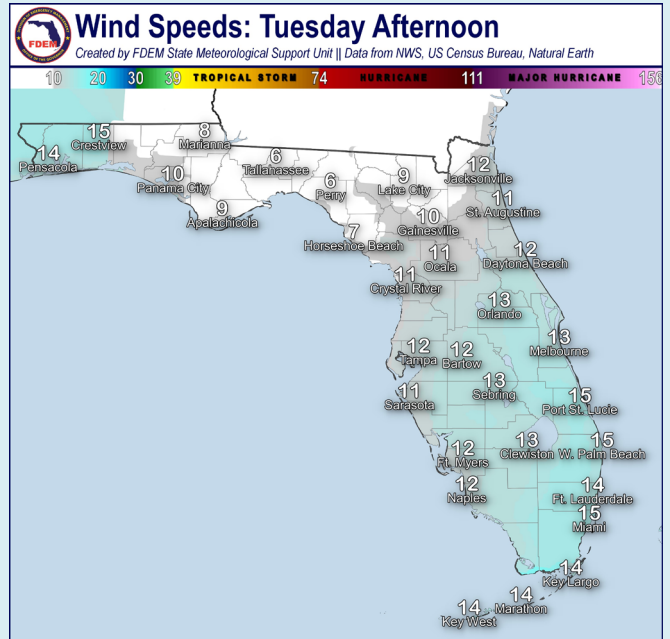 Wind Speeds: Tuesday Afternoon
FDEM
Created by FDEM State Meteorological Support Unit || Data from NWS, US Census Bureau, Natural Earth
10 20 30 39 TROPICAL STORM 74 HURRICANE 111 MAJOR HURRICANE 158
15
Crestview
8
Marianna
14
Pensacola
6
Tallahassee
12
Jacksonville
10
Panama City
6
Perry
9
Lake City
11
St. Augustine
9
Apalachicola
10
Gainesville
7
Horseshoe Beach
11
Ocala
12
Daytona Beach
11
Crystal River
13
Orlando
13
Melbourne
12
Tampa
12
Bartow
13
Sebring
11
Sarasota
15
Port St. Lucie
12
Ft. Myers
13
Clewiston
15
W. Palm Beach
12
Naples
14
Ft. Lauderdale
15
Miami
14
Key Largo
14
Marathon
14
Key West